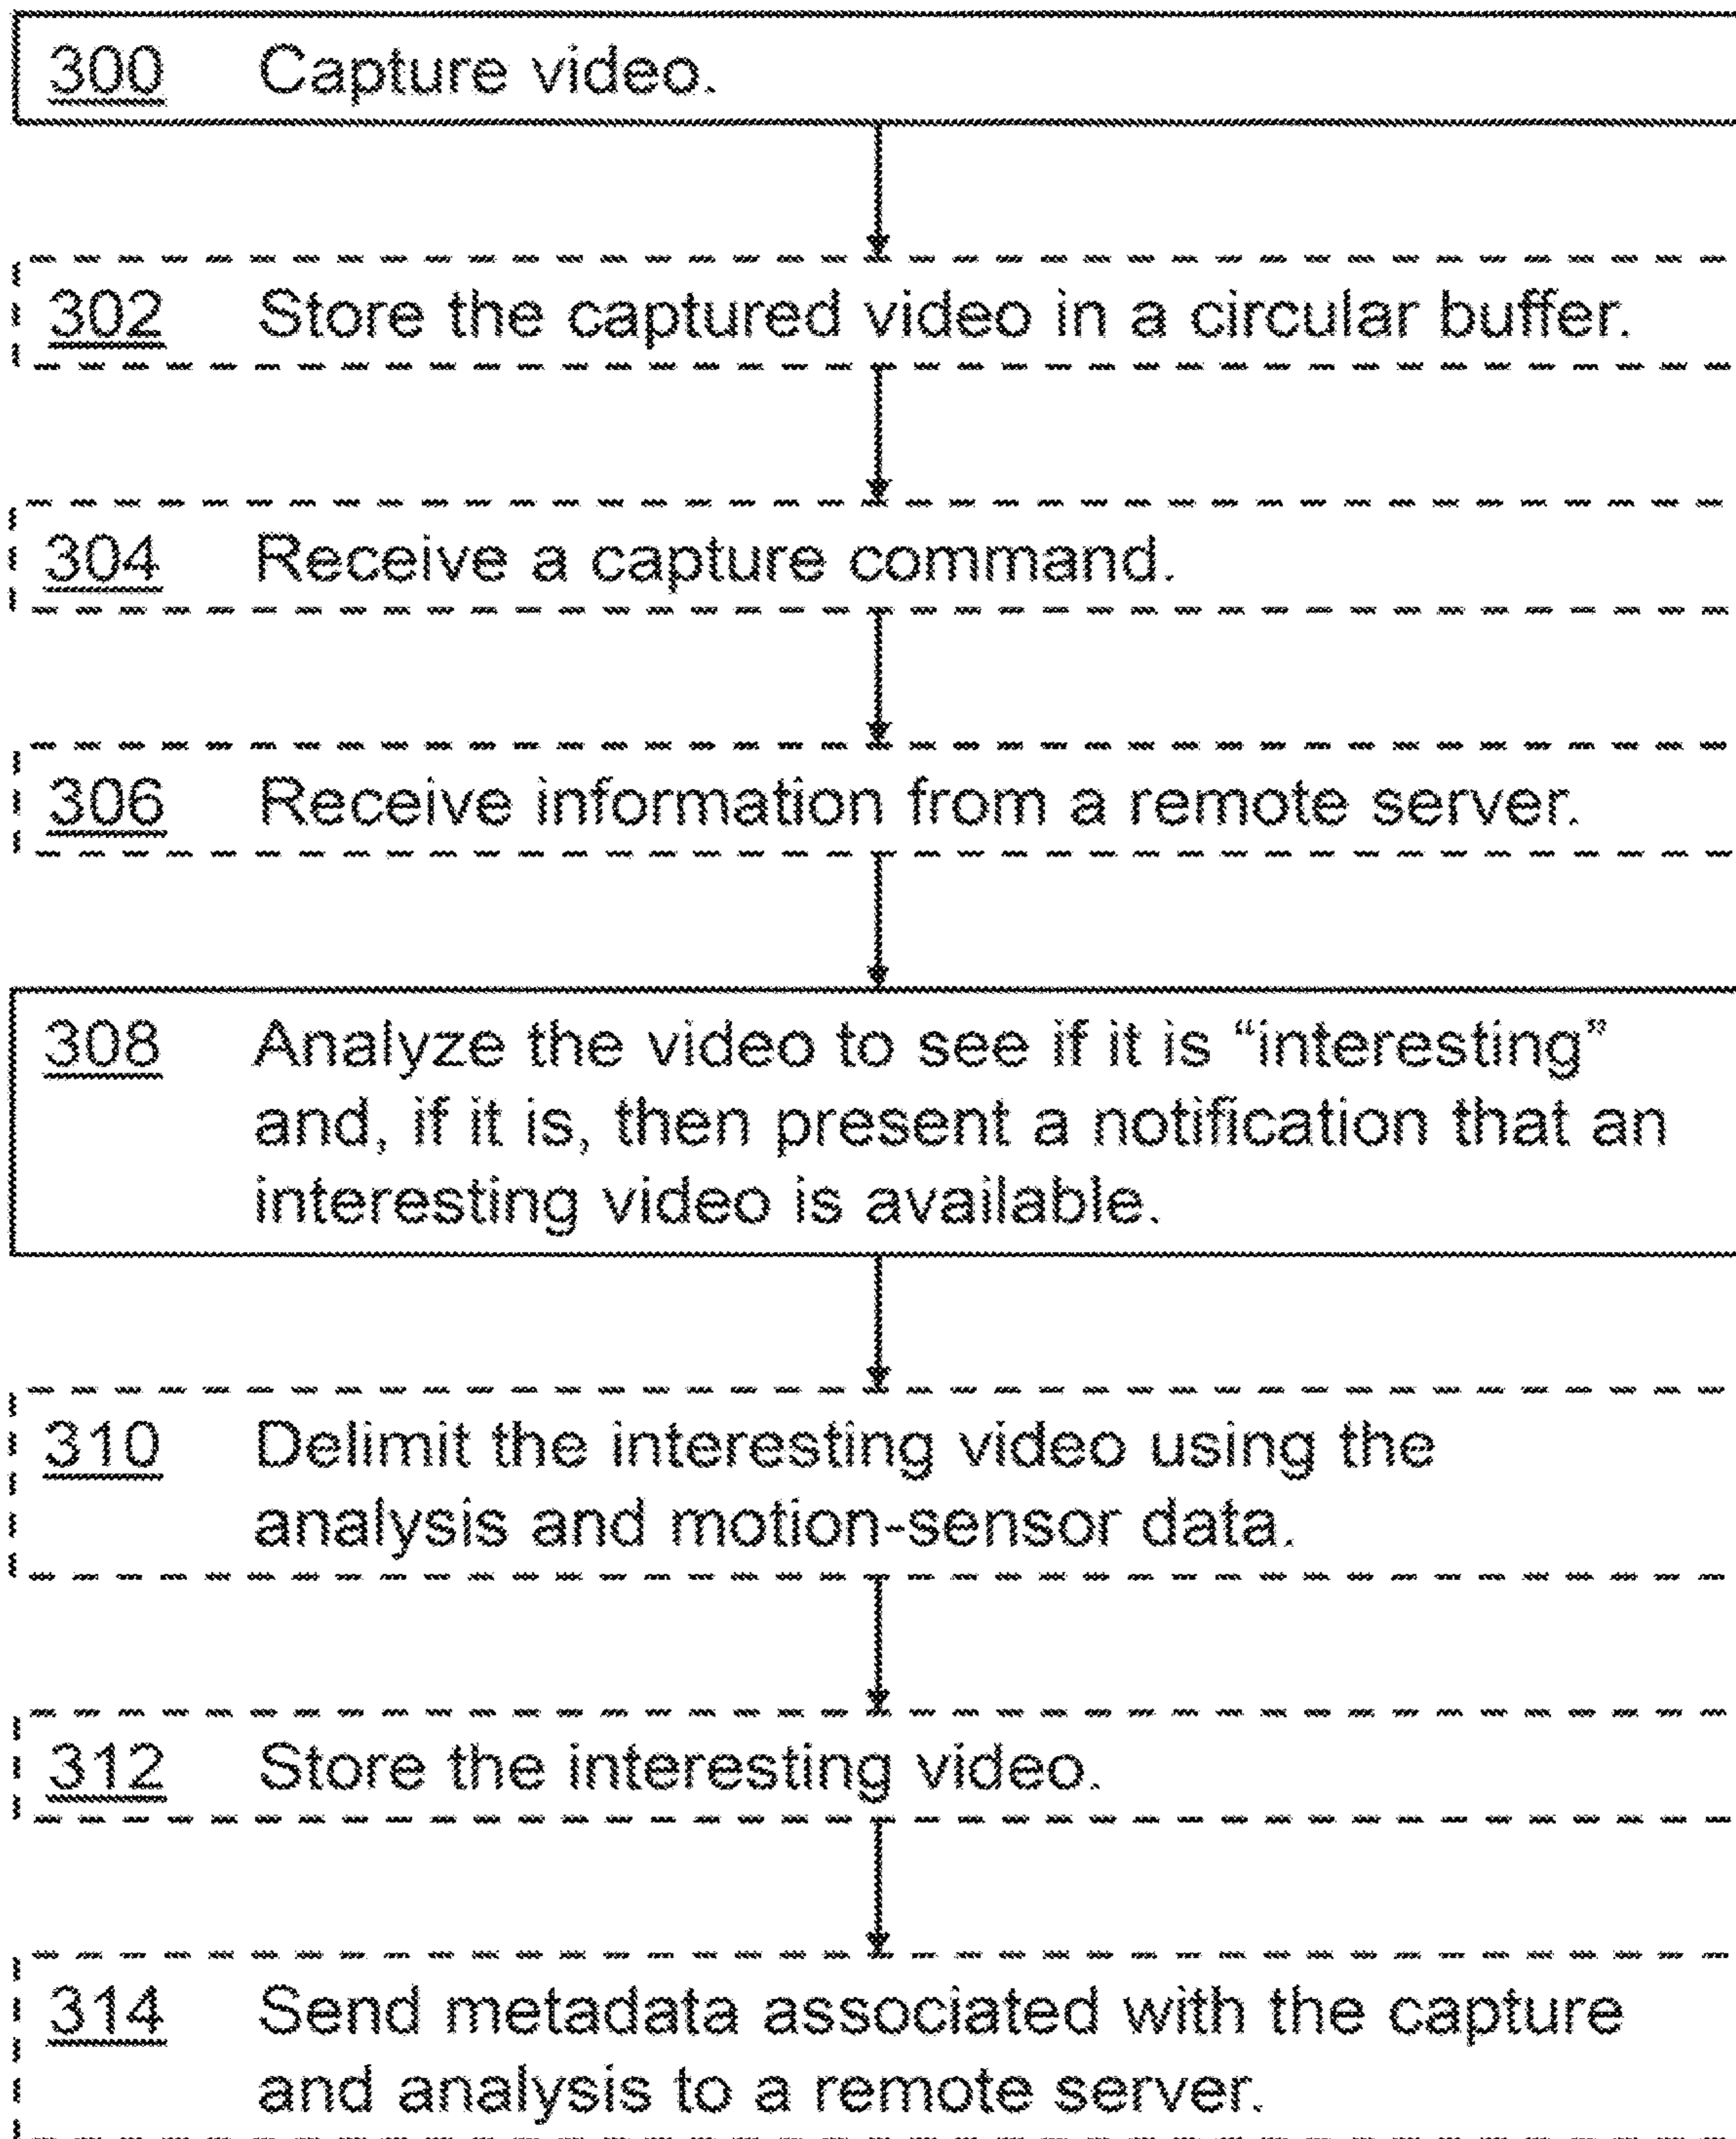 300 Capture video.
302 Store the captured video in a circular buffer.
304 Receive a capture command.
306 Receive information from a remote server.
308 Analyze the video to see if it is “interesting”
and, if it is, then present a notification that an
interesting video is available.
310 Delimit the interesting video using the
analysis and motion-sensor data.
312 Store the interesting video.
314 Send metadata associated with the capture
and analysis to a remote server.